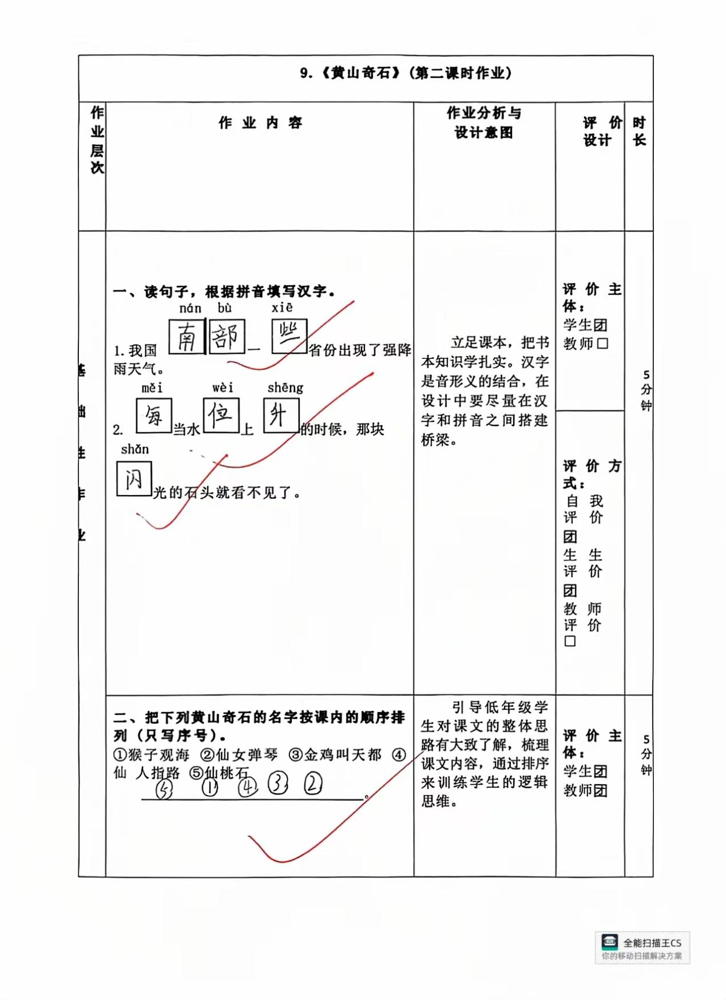 9.《黄山奇石》(第二课时作业)
作业层次
作 业 内 容
作业分析与
设计意图
评 价
设计
时
长
基础性作业
一、读句子，根据拼音填写汉字。
nán bù xiē
1.我国 南 部 一 些 省份出现了强降
雨天气。
měi wèi shēng
2. 每 当水 位 上 升 的时候，那块
shǎn
闪 光的石头就看不见了。
立足课本，把书
本知识学扎实。汉字
是音形义的结合，在
设计中要尽量在汉
字和拼音之间搭建
桥梁。
评 价 主
体：
学生团
教师□
评 价 方
式：
自 我
评 价
团
生 生
评 价
团
教 师
评 价
□
5
分
钟
二、把下列黄山奇石的名字按课内的顺序排
列（只写序号）。
①猴子观海 ②仙女弹琴 ③金鸡叫天都 ④
仙 人指路 ⑤仙桃石
⑤ ① ④ ③ ② 。
引导低年级学
生对课文的整体思
路有大致了解，梳理
课文内容，通过排序
来训练学生的逻辑
思维。
评 价 主
体：
学生团
教师团
5
分
钟
全能扫描王CS
你的移动扫描解决方案